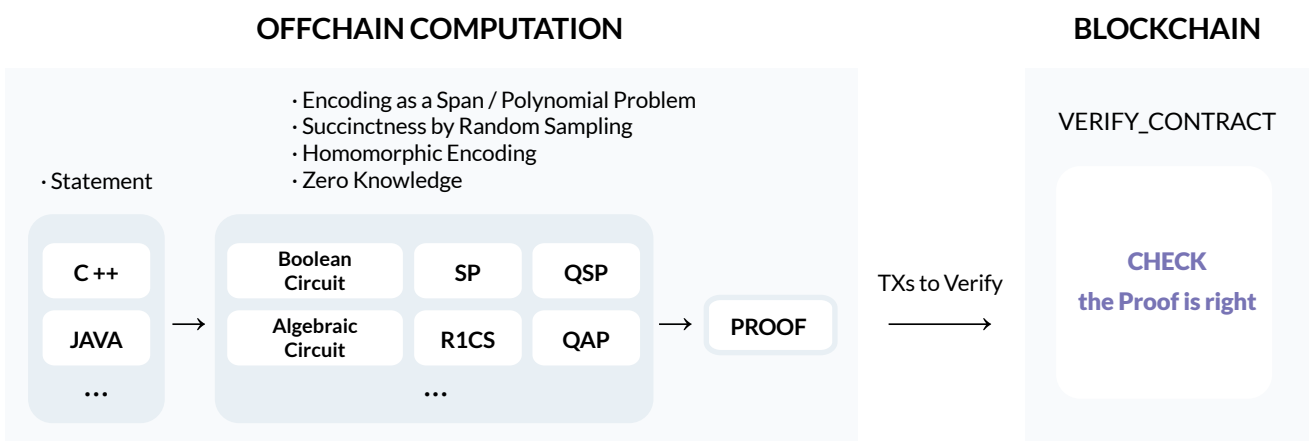 OFFCHAIN COMPUTATION
BLOCKCHAIN
· Encoding as a Span / Polynomial Problem
· Succinctness by Random Sampling
· Homomorphic Encoding
· Zero Knowledge
· Statement
C ++
JAVA
...
Boolean
Circuit
SP
QSP
Algebraic
Circuit
R1CS
QAP
...
PROOF
TXs to Verify
VERIFY_CONTRACT
CHECK
the Proof is right